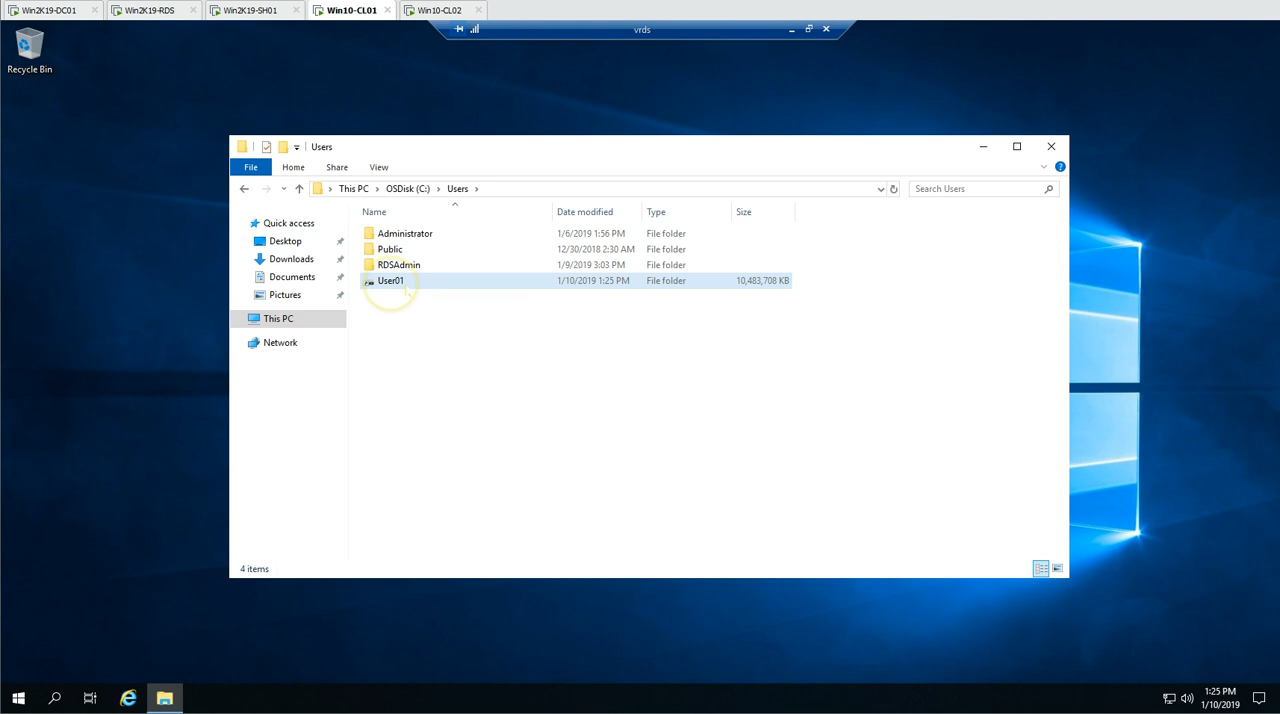 Win2K19-DC01 Win2K19-RDS Win2K19-SH01 Win10-CL01 Win10-CL02
vrds
Recycle Bin
Users
File Home Share View
This PC OSDisk (C:) Users
Search Users
Name Date modified Type Size
Quick access
Desktop
Downloads
Documents
Pictures
This PC
Network
Administrator 1/6/2019 1:56 PM File folder
Public 12/30/2018 2:30 AM File folder
RDSAdmin 1/9/2019 3:03 PM File folder
User01 1/10/2019 1:25 PM File folder 10,483,708 KB
4 items
1:25 PM
1/10/2019